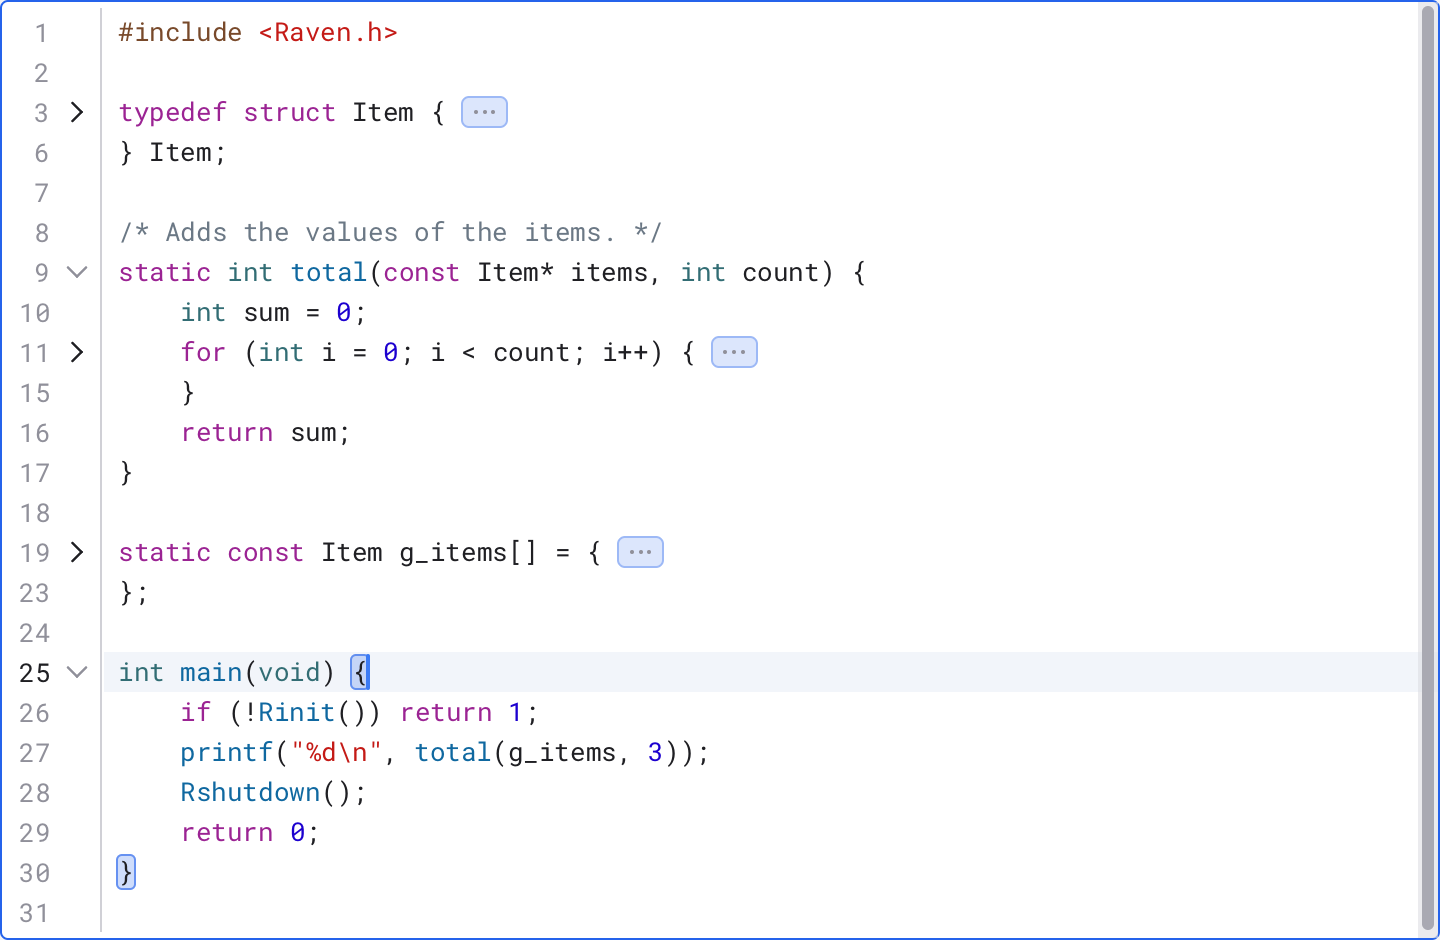 1 #include <Raven.h>
2
3 typedef struct Item { ...
6 } Item;
7
8 /* Adds the values of the items. */
9 static int total(const Item* items, int count) {
10     int sum = 0;
11     for (int i = 0; i < count; i++) { ...
15     }
16     return sum;
17 }
18
19 static const Item g_items[] = { ...
23 };
24
25 int main(void) {
26     if (!Rinit()) return 1;
27     printf("%d\n", total(g_items, 3));
28     Rshutdown();
29     return 0;
30 }
31